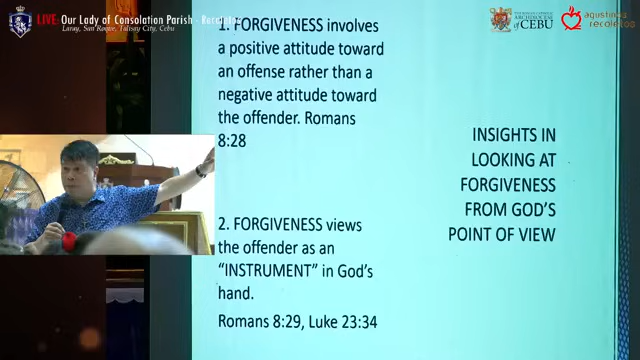 LIVE: Our Lady of Consolation Parish - Recoletos
Laray, San Roque, Talisay City, Cebu
ARCHDIOCESE
of CEBU
agustinos
recoletos
1. FORGIVENESS involves
a positive attitude toward
an offense rather than a
negative attitude toward
the offender. Romans
8:28
2. FORGIVENESS views
the offender as an
“INSTRUMENT” in God’s
hand.
Romans 8:29, Luke 23:34
INSIGHTS IN
LOOKING AT
FORGIVENESS
FROM GOD’S
POINT OF VIEW